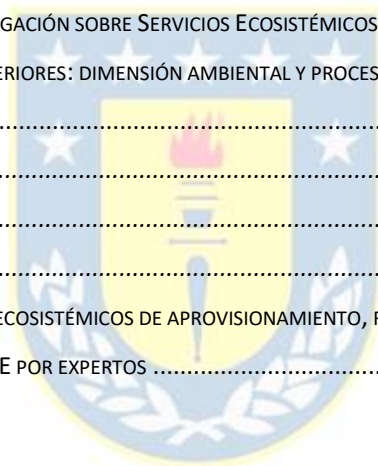 GACIÓN SOBRE SERVICIOS ECOSISTÉMICOS
ERIORES: DIMENSIÓN AMBIENTAL Y PROCES
................................................
................................................
................................................
................................................
ECOSISTÉMICOS DE APROVISIONAMIENTO,
E POR EXPERTOS ................................